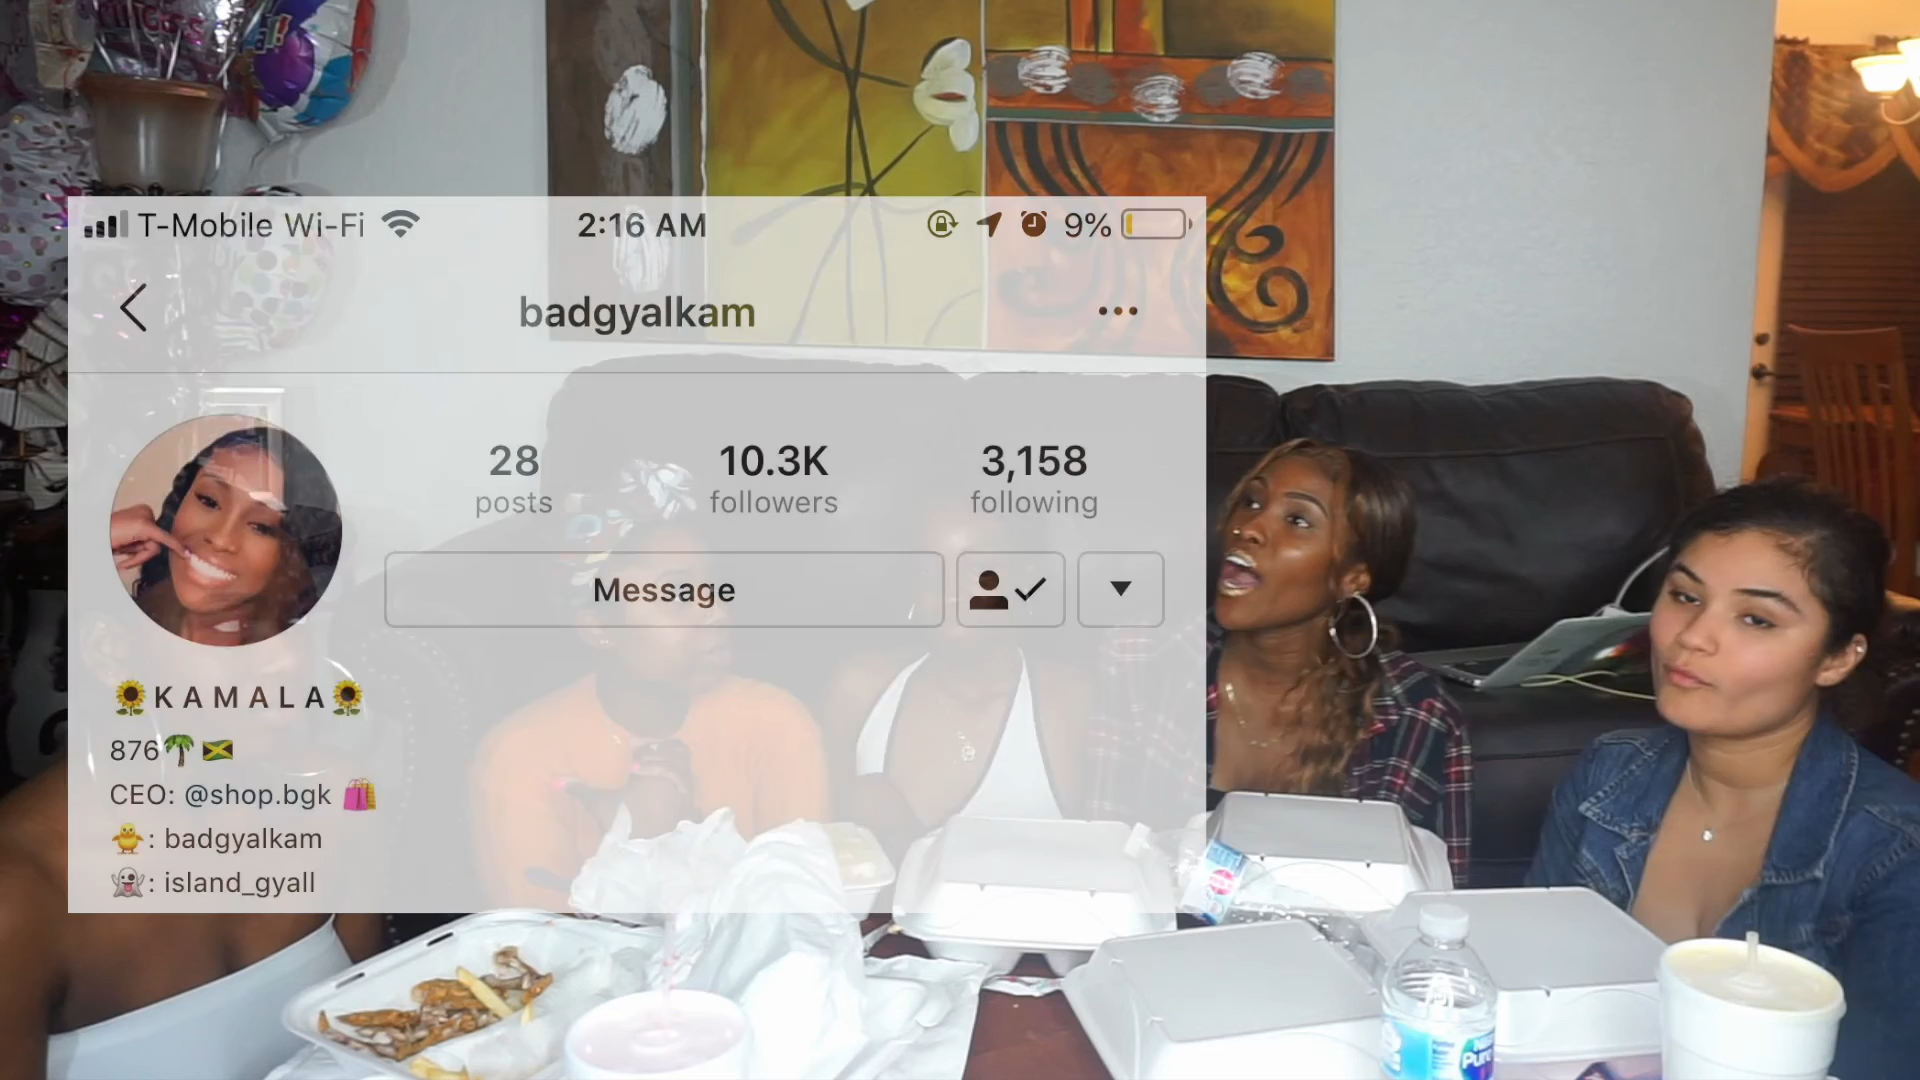 T-Mobile Wi-Fi 2:16 AM 9%
badgyalkam
28 10.3K 3,158
posts followers following
Message
🌻K A M A L A🌻
876🌴🇯🇲
CEO: @shop.bgk 🛍️
🐥: badgyalkam
👻: island_gyall
Pure